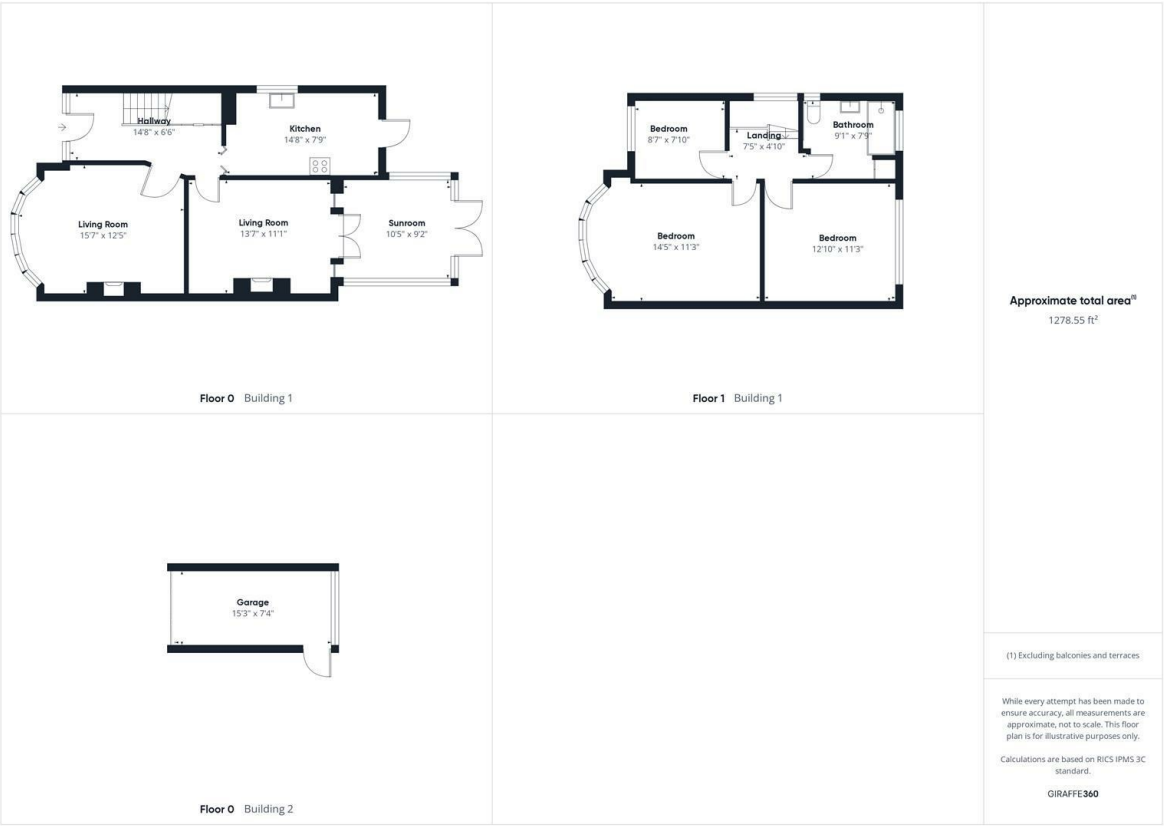 Hallway
14'8" x 6'6"
Kitchen
14'8" x 7'9"
Living Room
15'7" x 12'5"
Living Room
13'7" x 11'1"
Sunroom
10'5" x 9'2"
Floor 0 Building 1
Bedroom
8'7" x 7'10"
Landing
7'5" x 4'10"
Bathroom
9'1" x 7'9"
Bedroom
14'5" x 11'3"
Bedroom
12'10" x 11'3"
Floor 1 Building 1
Garage
15'3" x 7'4"
Floor 0 Building 2
Approximate total area(1)
1278.55 ft²
(1) Excluding balconies and terraces
While every attempt has been made to
ensure accuracy, all measurements are
approximate, not to scale. This floor
plan is for illustrative purposes only.
Calculations are based on RICS IPMS 3C
standard.
GIRAFFE360